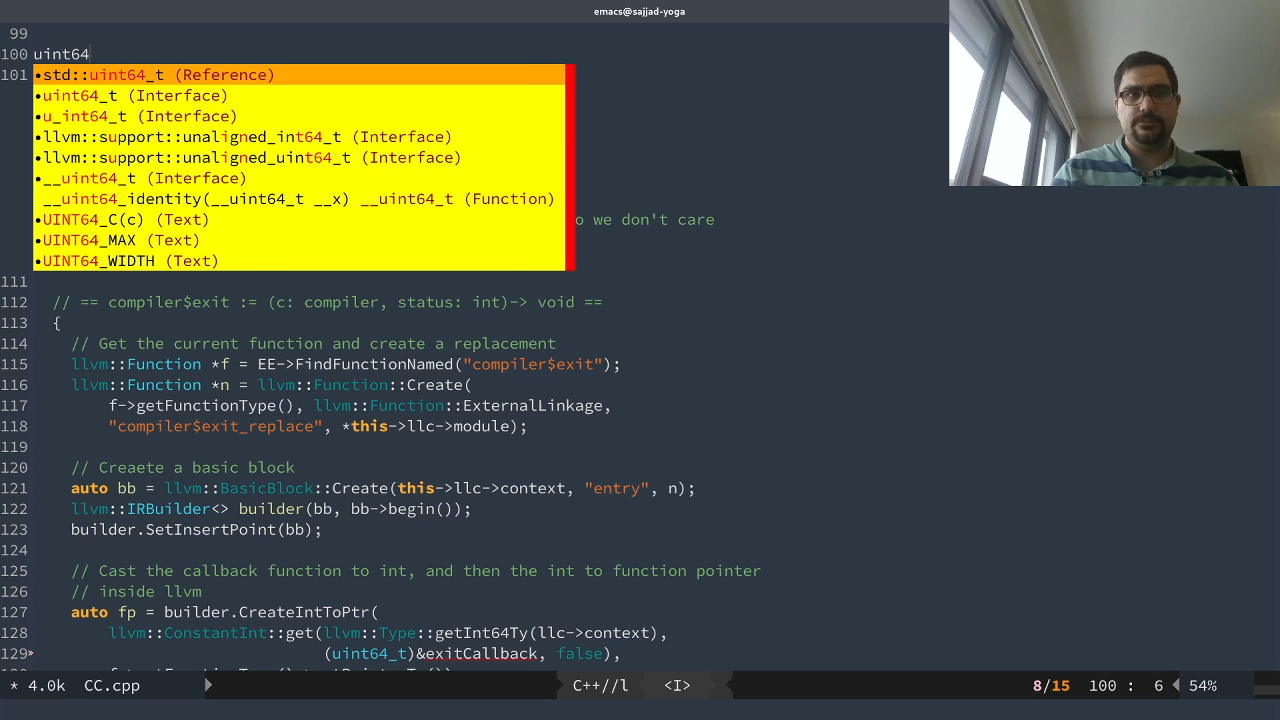 emacs@sajjad-yoga
99
100 uint64
101
•std::uint64_t (Reference)
•uint64_t (Interface)
•u_int64_t (Interface)
•llvm::support::unaligned_int64_t (Interface)
•llvm::support::unaligned_uint64_t (Interface)
•__uint64_t (Interface)
__uint64_identity(__uint64_t __x) __uint64_t (Function)
•UINT64_C(c) (Text) o we don't care
•UINT64_MAX (Text)
•UINT64_WIDTH (Text)
111
112 // == compiler$exit := (c: compiler, status: int)-> void ==
113 {
114 // Get the current function and create a replacement
115 llvm::Function *f = EE->FindFunctionNamed("compiler$exit");
116 llvm::Function *n = llvm::Function::Create(
117 f->getFunctionType(), llvm::Function::ExternalLinkage,
118 "compiler$exit_replace", *this->llc->module);
119
120 // Creaete a basic block
121 auto bb = llvm::BasicBlock::Create(this->llc->context, "entry", n);
122 llvm::IRBuilder<> builder(bb, bb->begin());
123 builder.SetInsertPoint(bb);
124
125 // Cast the callback function to int, and then the int to function pointer
126 // inside llvm
127 auto fp = builder.CreateIntToPtr(
128 llvm::ConstantInt::get(llvm::Type::getInt64Ty(llc->context),
129» (uint64_t)&exitCallback, false),
* 4.0k CC.cpp C++//l <I> 8/15 100 : 6 54%